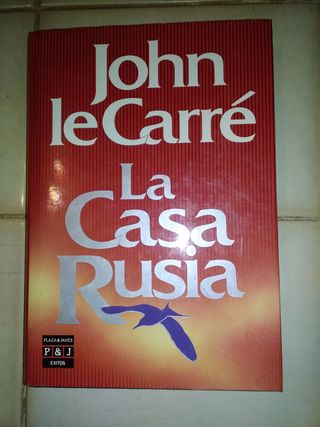 John
le Carré
La
Casa
Rusia
PLAZA & JANES
P & J
EXITOS